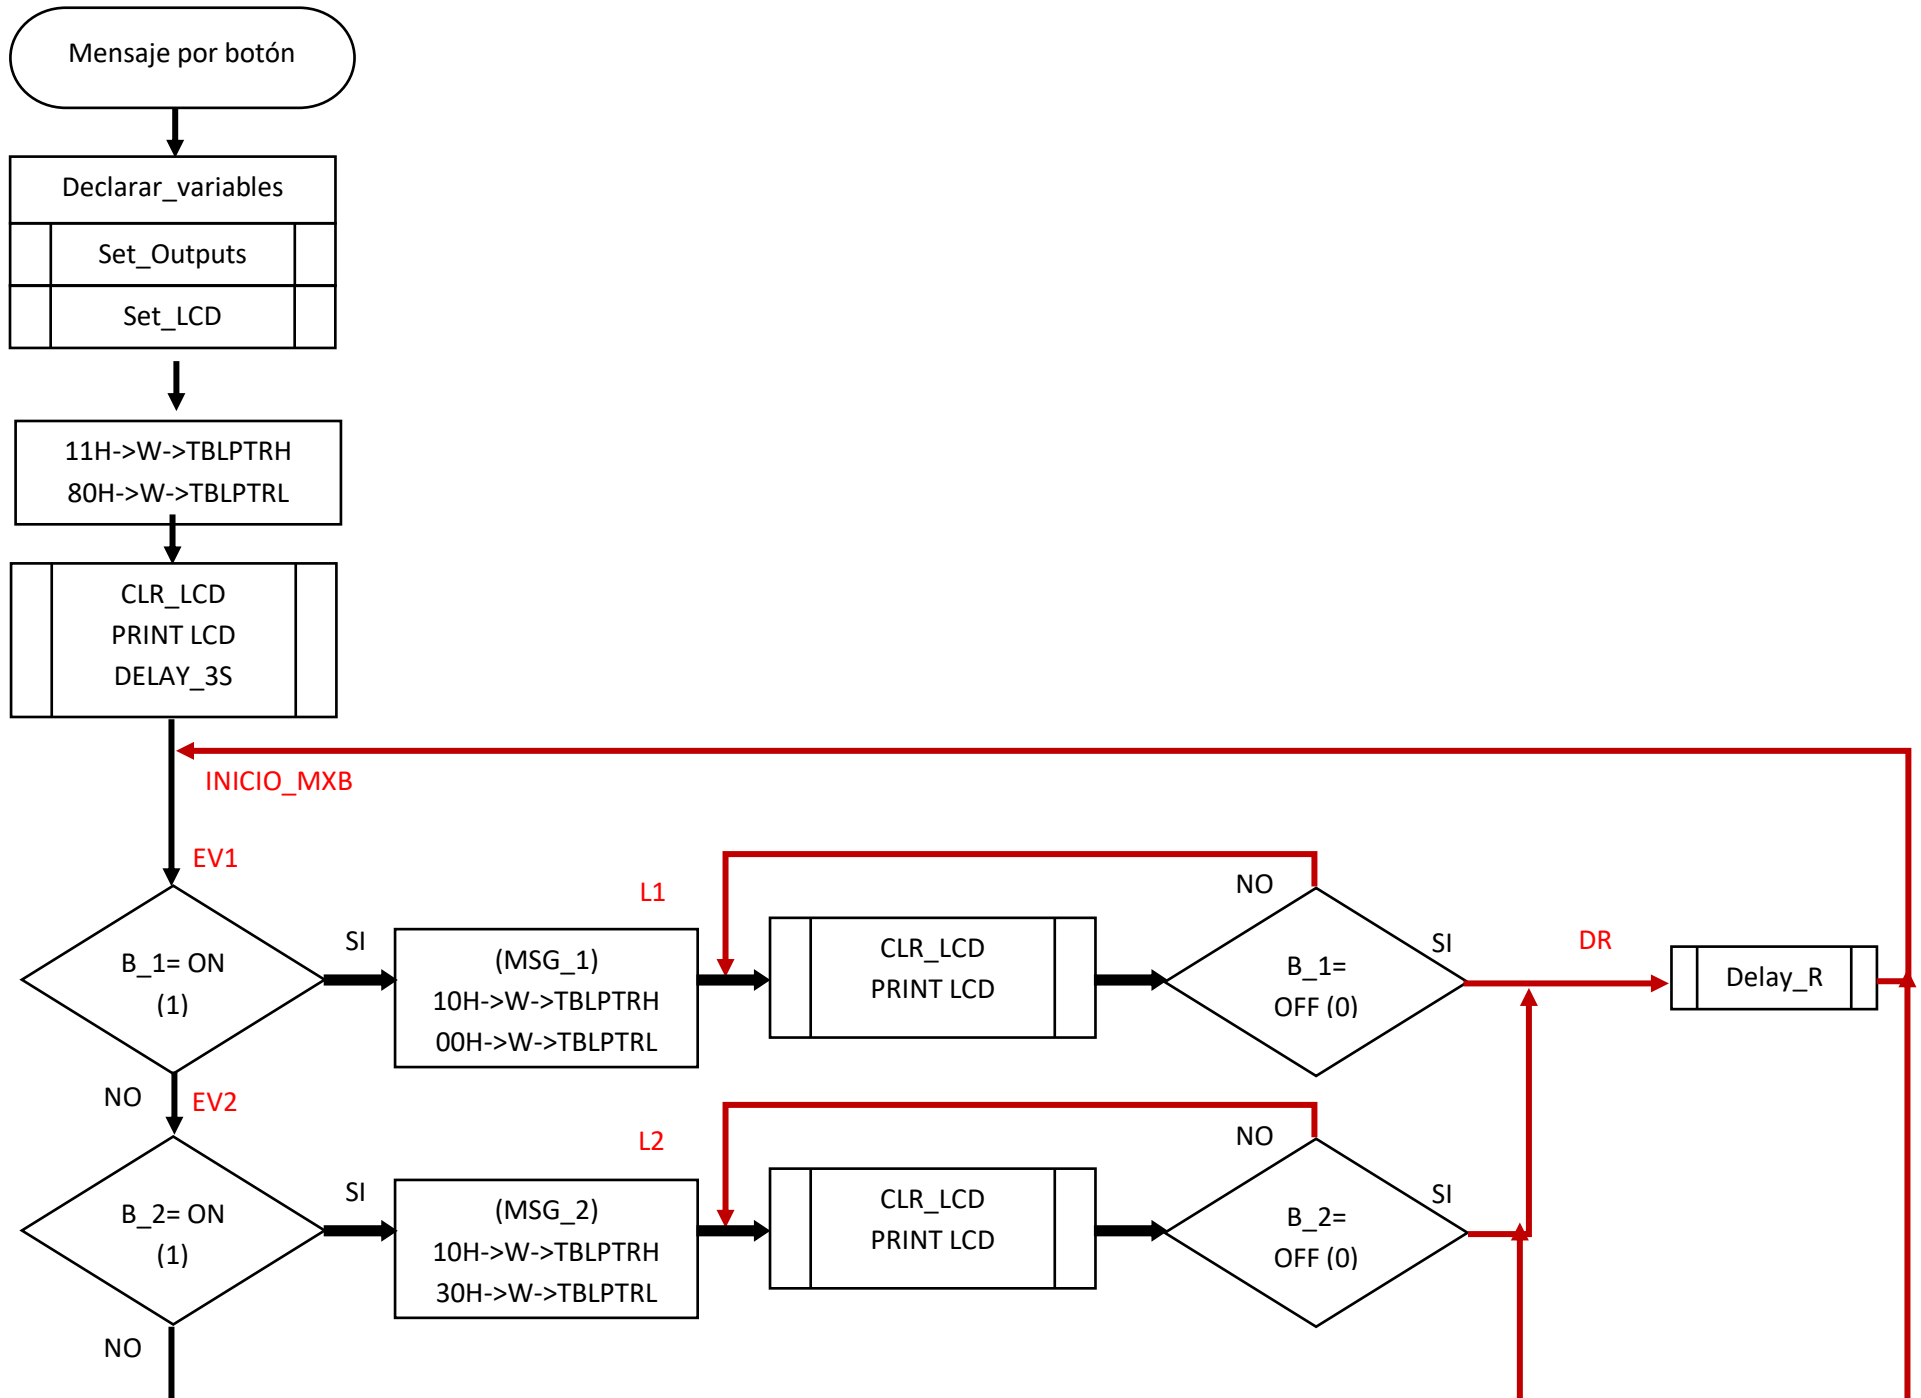 Mensaje por botón
Declarar_variables
Set_Outputs
Set_LCD
11H->W->TBLPTRH
80H->W->TBLPTRL
CLR_LCD
PRINT LCD
DELAY_3S
INICIO_MXB
EV1
B_1= ON
(1)
SI
NO
(MSG_1)
10H->W->TBLPTRH
00H->W->TBLPTRL
L1
CLR_LCD
PRINT LCD
NO
B_1=
OFF (0)
SI
DR
Delay_R
EV2
B_2= ON
(1)
SI
NO
(MSG_2)
10H->W->TBLPTRH
30H->W->TBLPTRL
L2
CLR_LCD
PRINT LCD
NO
B_2=
OFF (0)
SI